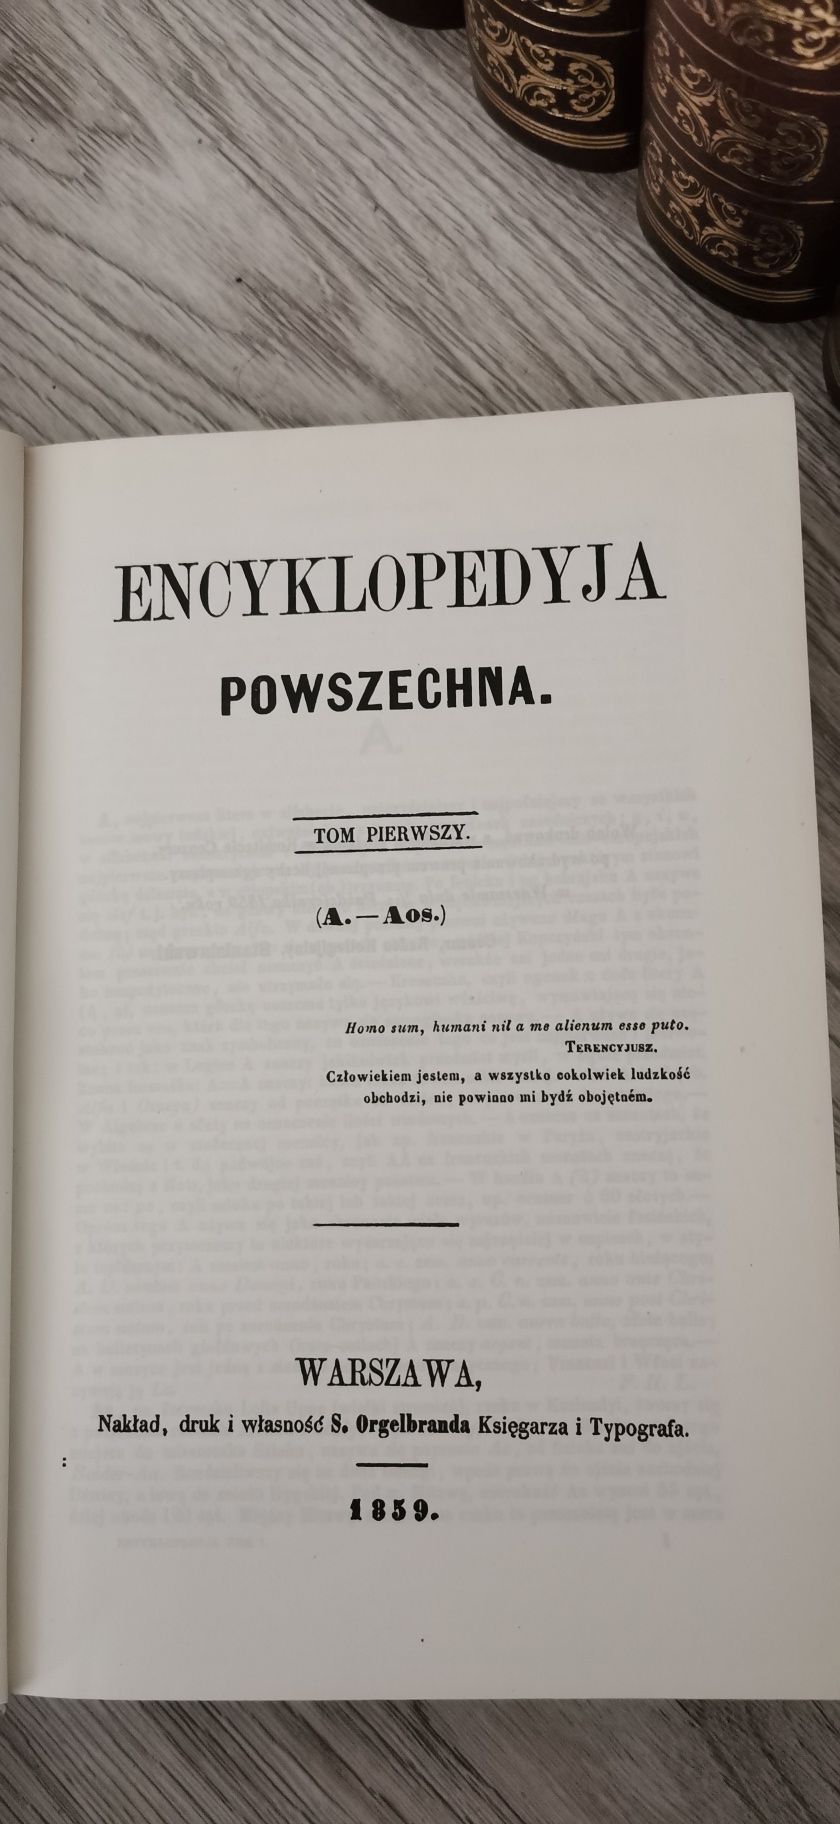 ENCYKLOPEDYJA
POWSZECHNA.
TOM PIERWSZY.
(A.—Aos.)
Homo sum, humani nil a me alienum esse puto.
TERENCYJUSZ.
Człowiekiem jestem, a wszystko cokolwiek ludzkość
obchodzi, nie powinno mi bydź obojętném.
WARSZAWA,
Nakład, druk i własność S. Orgelbranda Księgarza i Typografa.
1859.